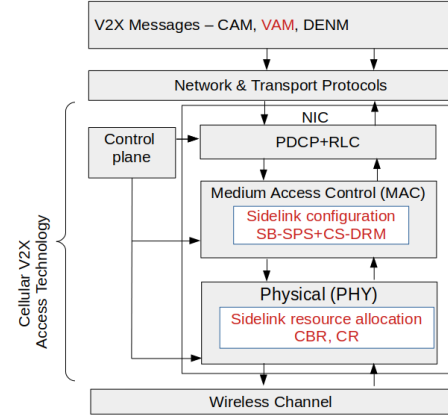 V2X Messages – CAM, VAM, DENM
Network & Transport Protocols
NIC
Control
plane
PDCP+RLC
Medium Access Control (MAC)
Sidelink configuration
SB-SPS+CS-DRM
Cellular V2X
Access Technology
Physical (PHY)
Sidelink resource allocation
CBR, CR
Wireless Channel